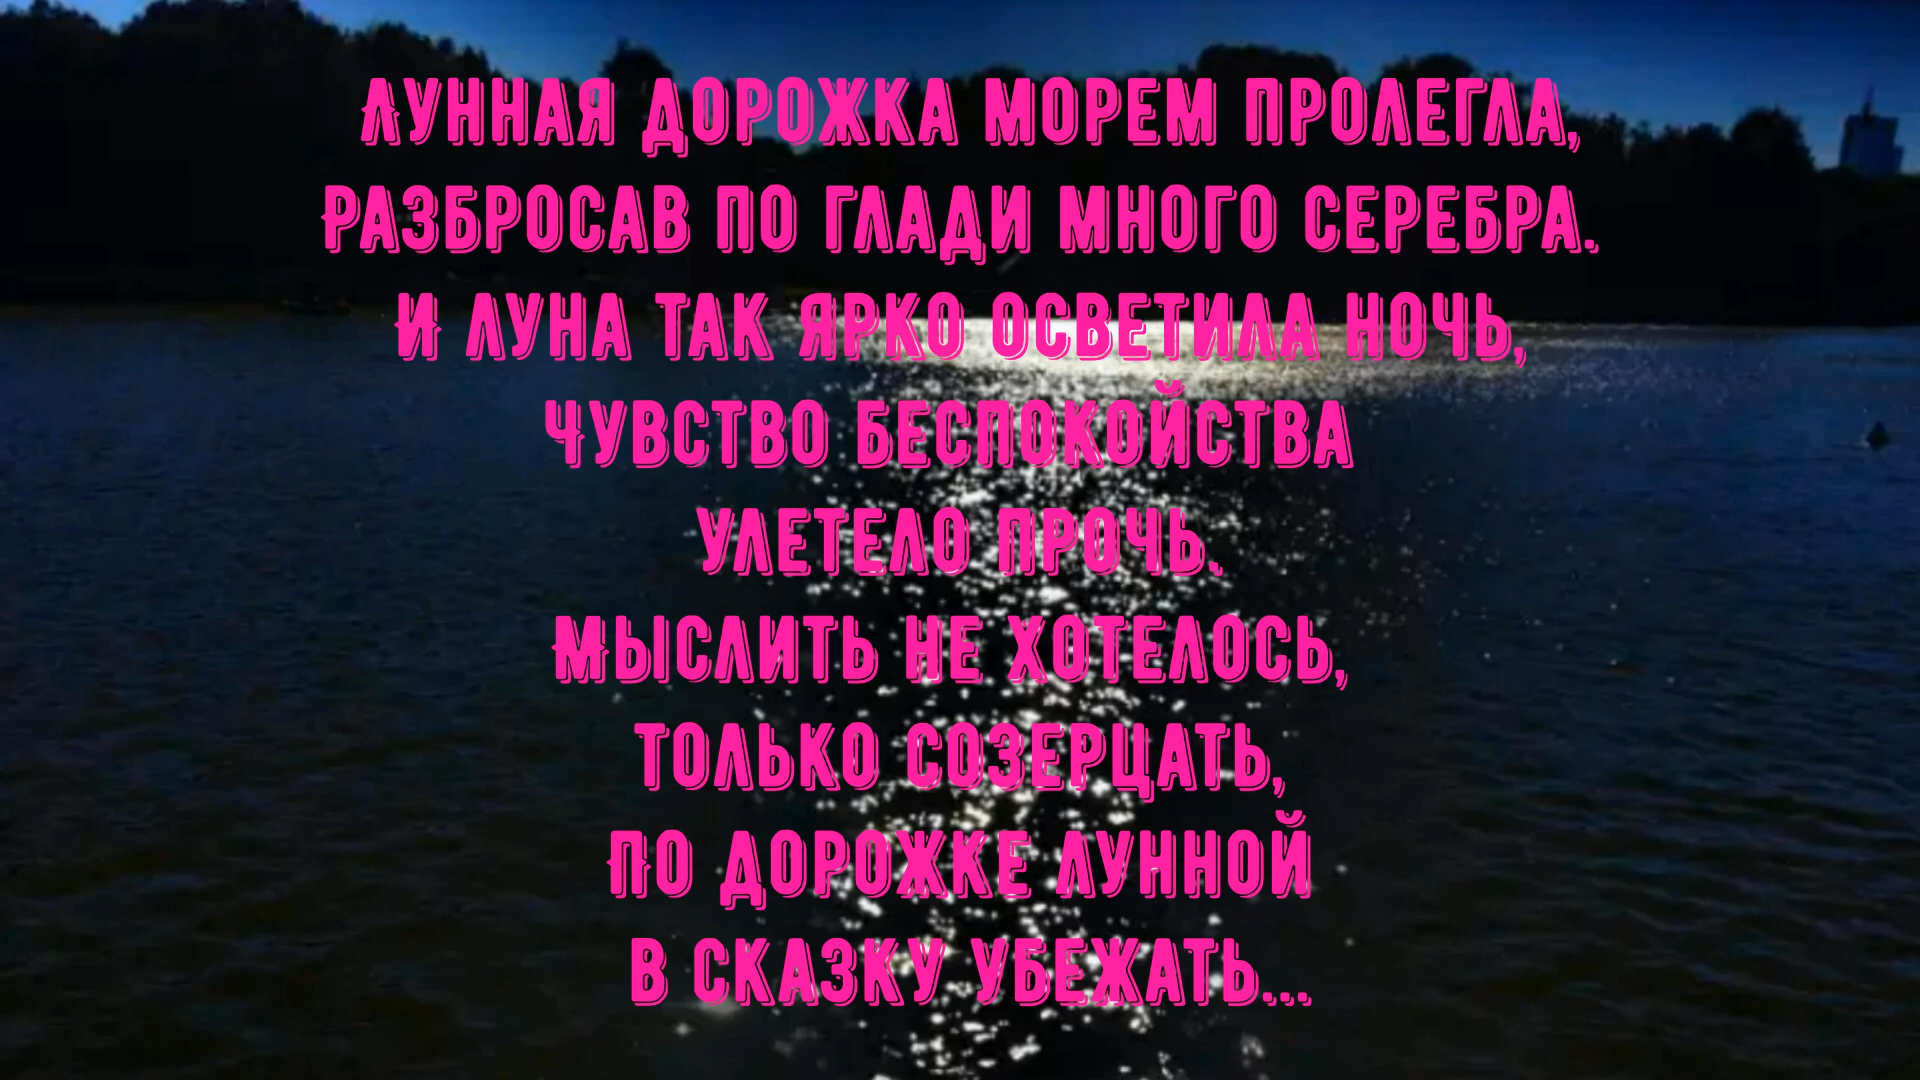 Лунная дорожка морем пролегла,
Разбросав по глади много серебра.
И луна так ярко осветила ночь,
Чувство беспокойства
улетело прочь.
Мыслить не хотелось,
только созерцать,
По дорожке лунной
в сказку убежать...